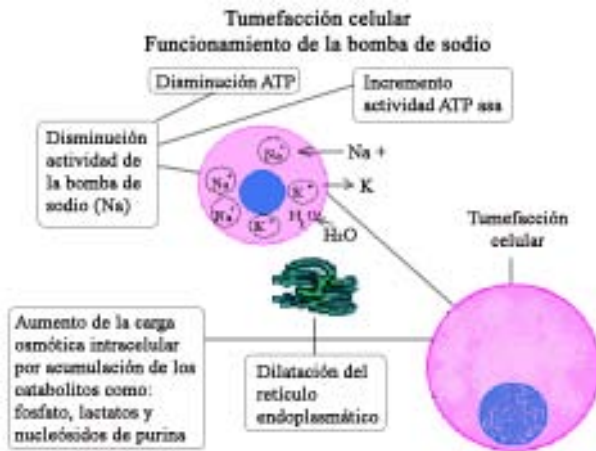 Tumefacción celular
Funcionamiento de la bomba de sodio
Disminución ATP
Incremento
actividad ATP asa
Disminución
actividad de
la bomba de
sodio (Na)
Na+
Na +
K
Na+
K+
Na+
K+
H2O
H2O
Tumefacción
celular
Aumento de la carga
osmótica intracelular
por acumulación de los
catabolitos como:
fosfato, lactatos y
nucleósidos de purina
Dilatación del
retículo
endoplasmático